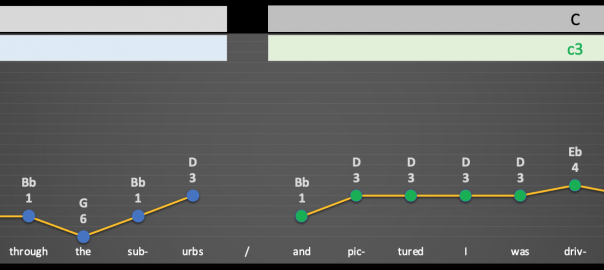 C
c3
Eb
4
D D D D D
3 3 3 3 3
Bb Bb Bb
1 1 1
G
6
through the sub- urbs / and pic- tured I was driv-